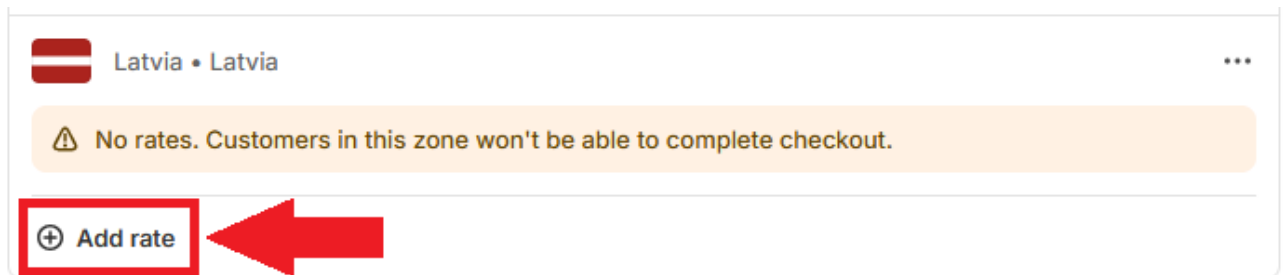 Latvia • Latvia
No rates. Customers in this zone won't be able to complete checkout.
Add rate